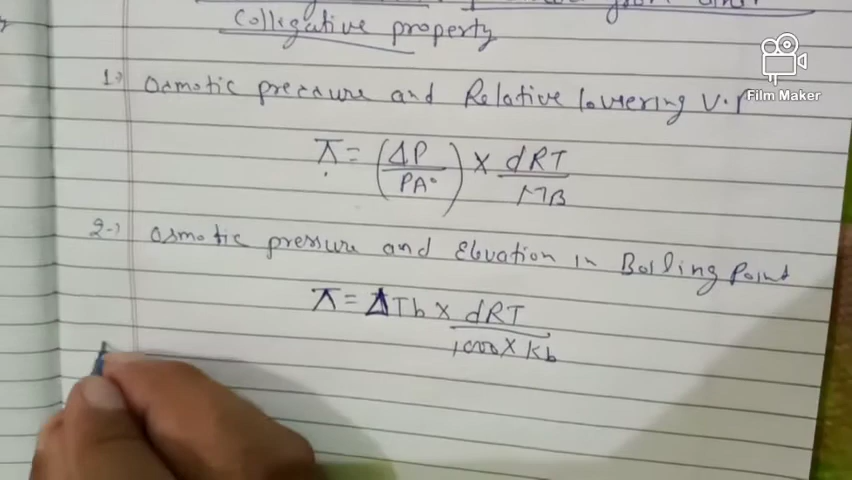 Collegative property
1-) Osmotic pressure and Relative lowering V.P
π = (ΔP / PA°) × dRT / MB
2-) Osmotic pressure and Elevation in Boiling Point
π = ΔTb × dRT / 1000 × Kb
Film Maker